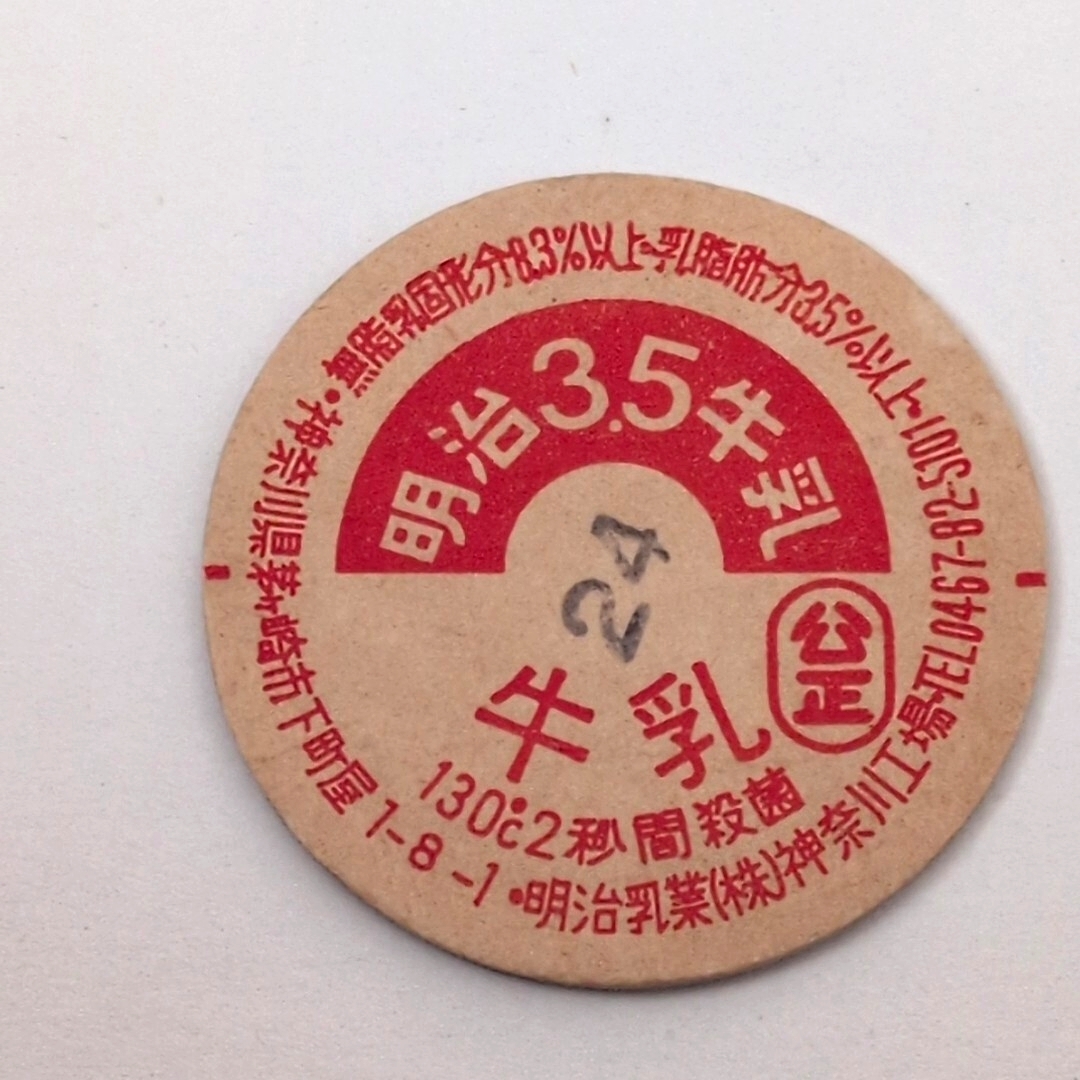 無脂乳固形分8.3%以上・乳脂肪分3.5%以上・
明治3.5牛乳
24
公正
牛乳
130℃2秒間殺菌
神奈川県茅ヶ崎市下町屋1-8-1・明治乳業(株)神奈川工場・TEL0467-82-5101